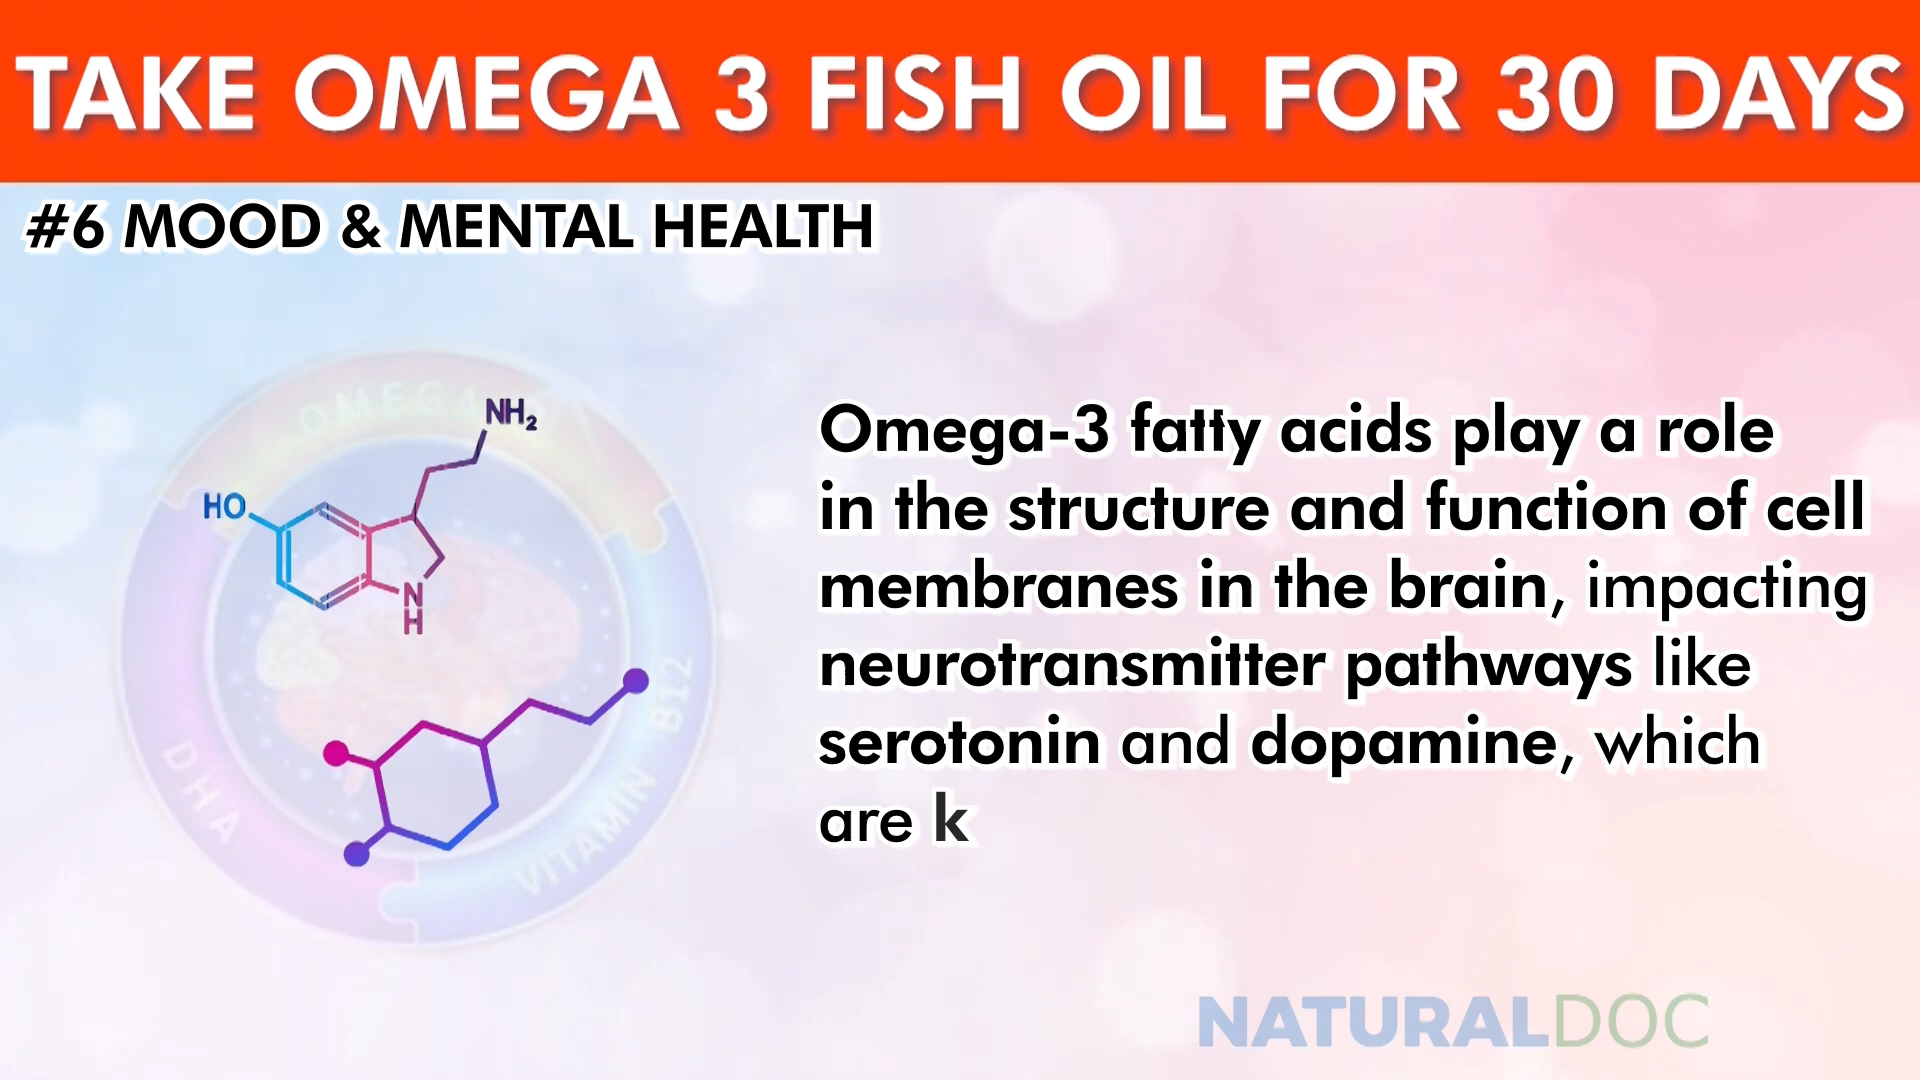 TAKE OMEGA 3 FISH OIL FOR 30 DAYS
#6 MOOD & MENTAL HEALTH
OMEGA
NH2
HO
N
H
DHA
VITAMIN B12
Omega-3 fatty acids play a role
in the structure and function of cell
membranes in the brain, impacting
neurotransmitter pathways like
serotonin and dopamine, which
are k
NATURALDOC